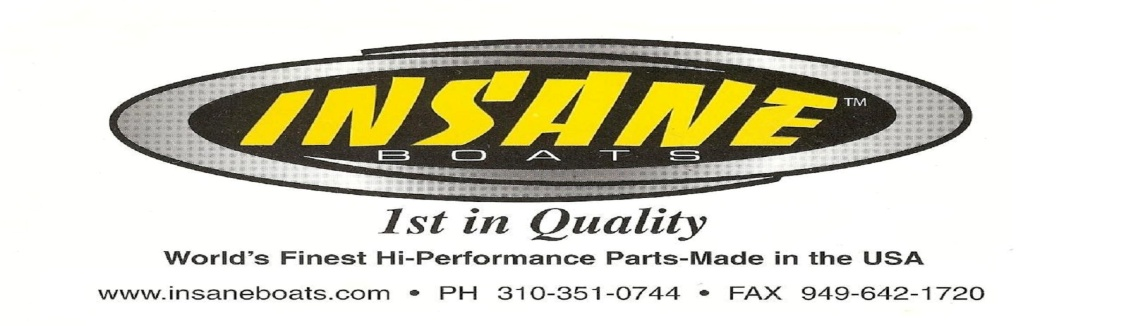 INSANE™
BOATS
1st in Quality
World's Finest Hi-Performance Parts-Made in the USA
www.insaneboats.com • PH 310-351-0744 • FAX 949-642-1720